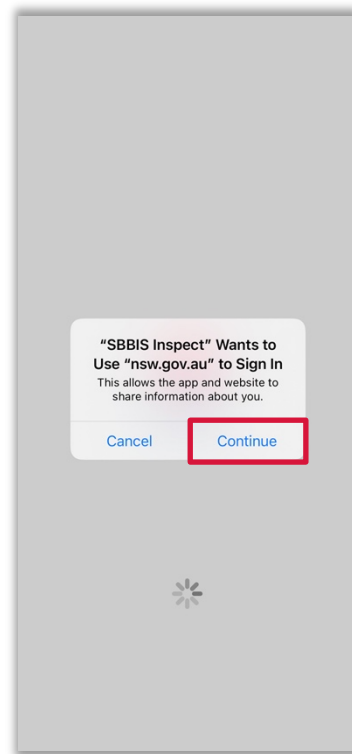 “SBBIS Inspect” Wants to
Use “nsw.gov.au” to Sign In
This allows the app and website to
share information about you.
Cancel Continue